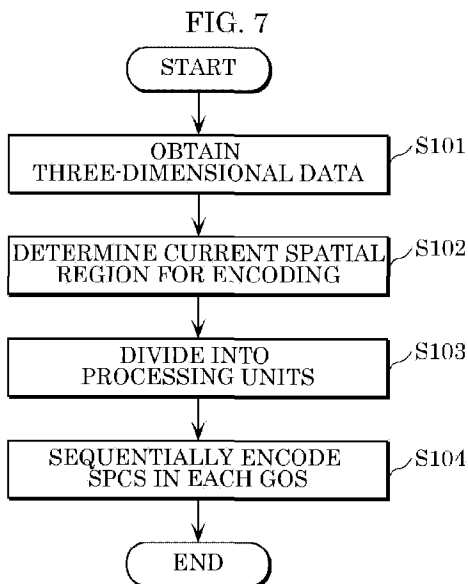 FIG. 7
START
OBTAIN
THREE-DIMENSIONAL DATA
S101
DETERMINE CURRENT SPATIAL
REGION FOR ENCODING
S102
DIVIDE INTO
PROCESSING UNITS
S103
SEQUENTIALLY ENCODE
SPCS IN EACH GOS
S104
END